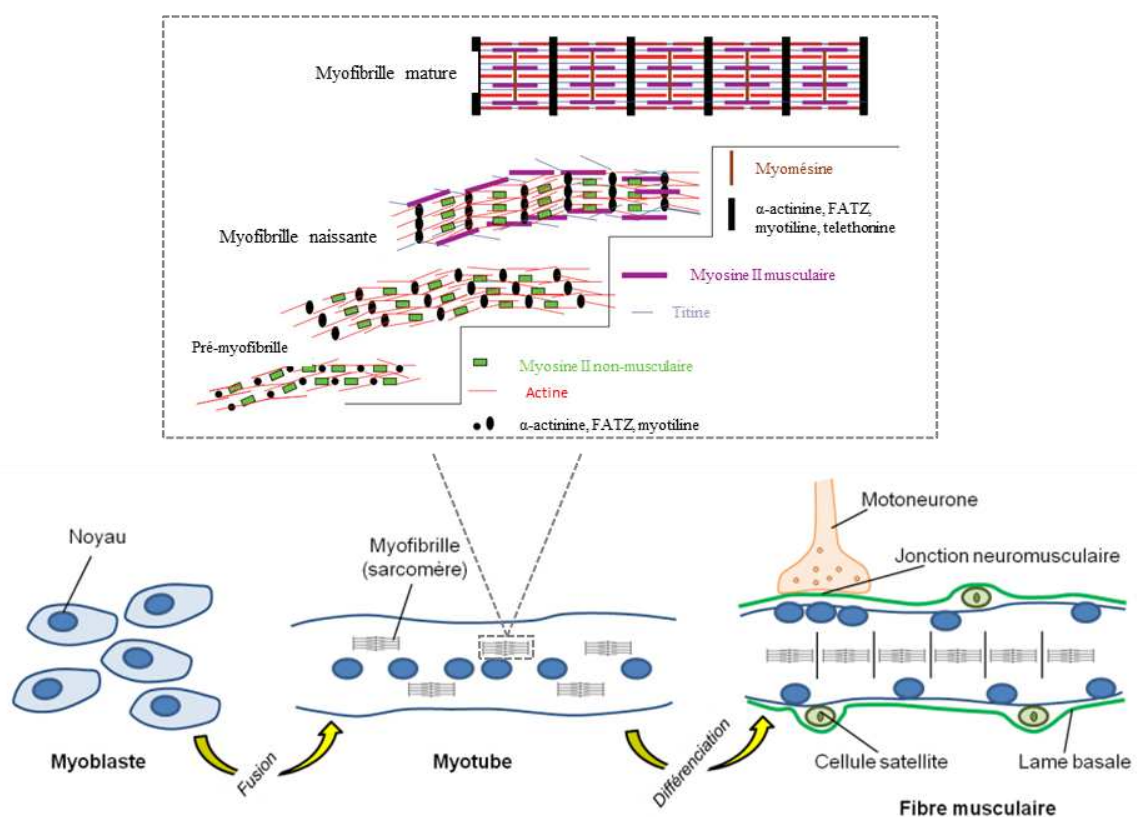 Myofibrille mature
Myomésine
α-actinine, FATZ,
myotiline, telethonine
Myofibrille naissante
Myosine II musculaire
Titine
Pré-myofibrille
Myosine II non-musculaire
Actine
α-actinine, FATZ, myotiline
Noyau
Myofibrille
(sarcomère)
Motoneurone
Jonction neuromusculaire
Myoblaste
Fusion
Myotube
Différenciation
Cellule satellite
Lame basale
Fibre musculaire